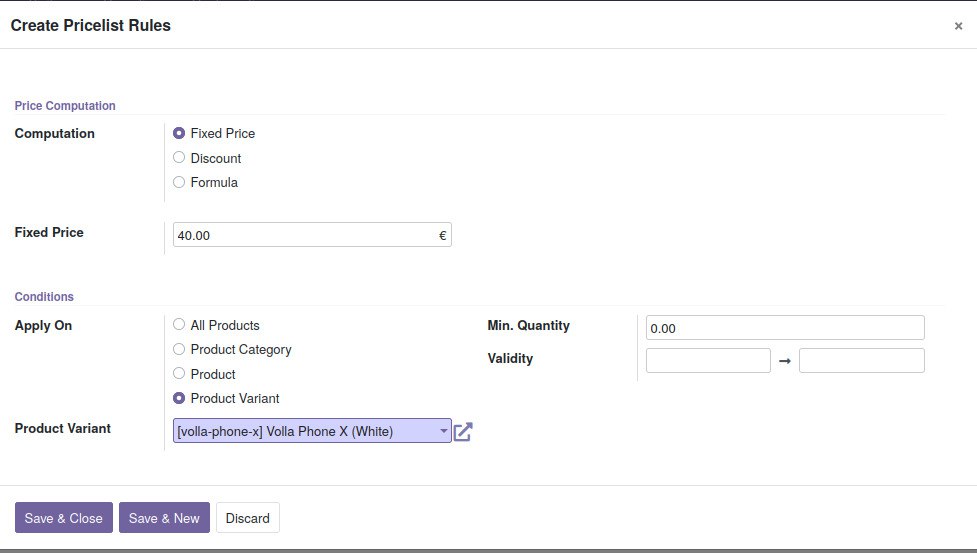 Create Pricelist Rules ×
Price Computation
Computation
Fixed Price
Discount
Formula
Fixed Price 40.00 €
Conditions
Apply On
All Products
Product Category
Product
Product Variant
Product Variant [volla-phone-x] Volla Phone X (White)
Min. Quantity 0.00
Validity →
Save & Close Save & New Discard